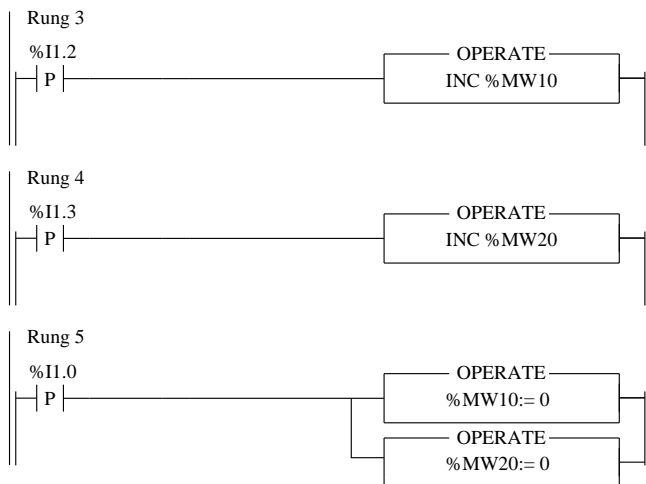 Rung 3
%I1.2
OPERATE
P
INC %MW10
Rung 4
%I1.3
OPERATE
P
INC %MW20
Rung 5
%I1.0
OPERATE
P
%MW10:= 0
OPERATE
%MW20:= 0